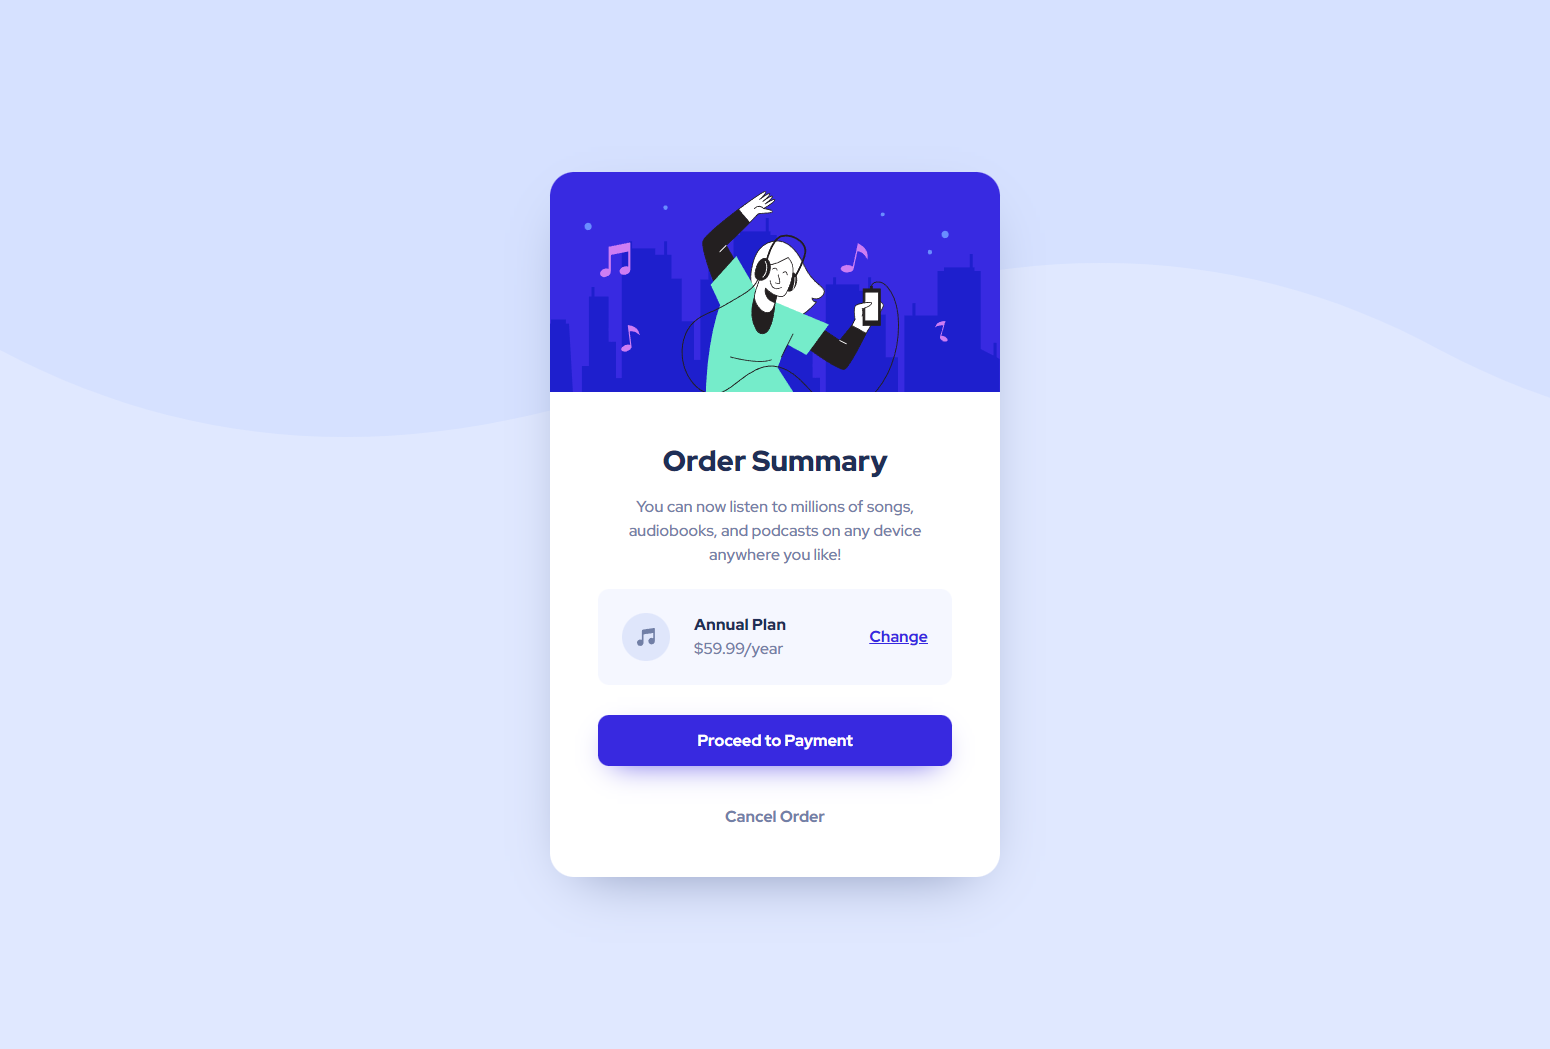 Order Summary
You can now listen to millions of songs,
audiobooks, and podcasts on any device
anywhere you like!
Annual Plan
$59.99/year
Change
Proceed to Payment
Cancel Order